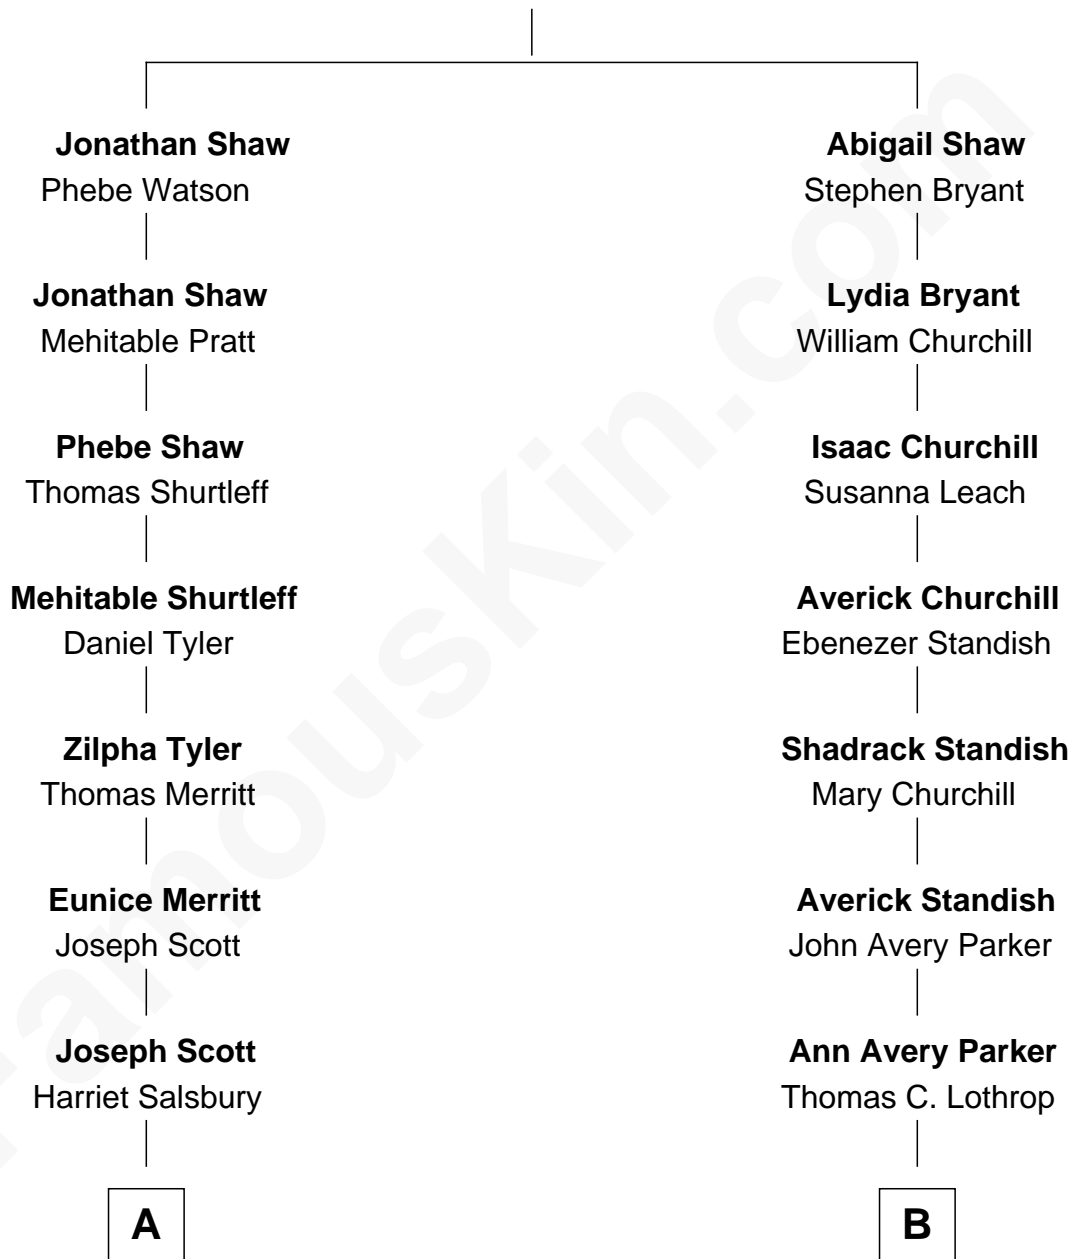 Jonathan Shaw
Phebe Watson
Jonathan Shaw
Mehitable Pratt
Phebe Shaw
Thomas Shurtleff
Mehitable Shurtleff
Daniel Tyler
Zilpha Tyler
Thomas Merritt
Eunice Merritt
Joseph Scott
Joseph Scott
Harriet Salsbury
A
Abigail Shaw
Stephen Bryant
Lydia Bryant
William Churchill
Isaac Churchill
Susanna Leach
Averick Churchill
Ebenezer Standish
Shadrack Standish
Mary Churchill
Averick Standish
John Avery Parker
Ann Avery Parker
Thomas C. Lothrop
B
FamousKin.com